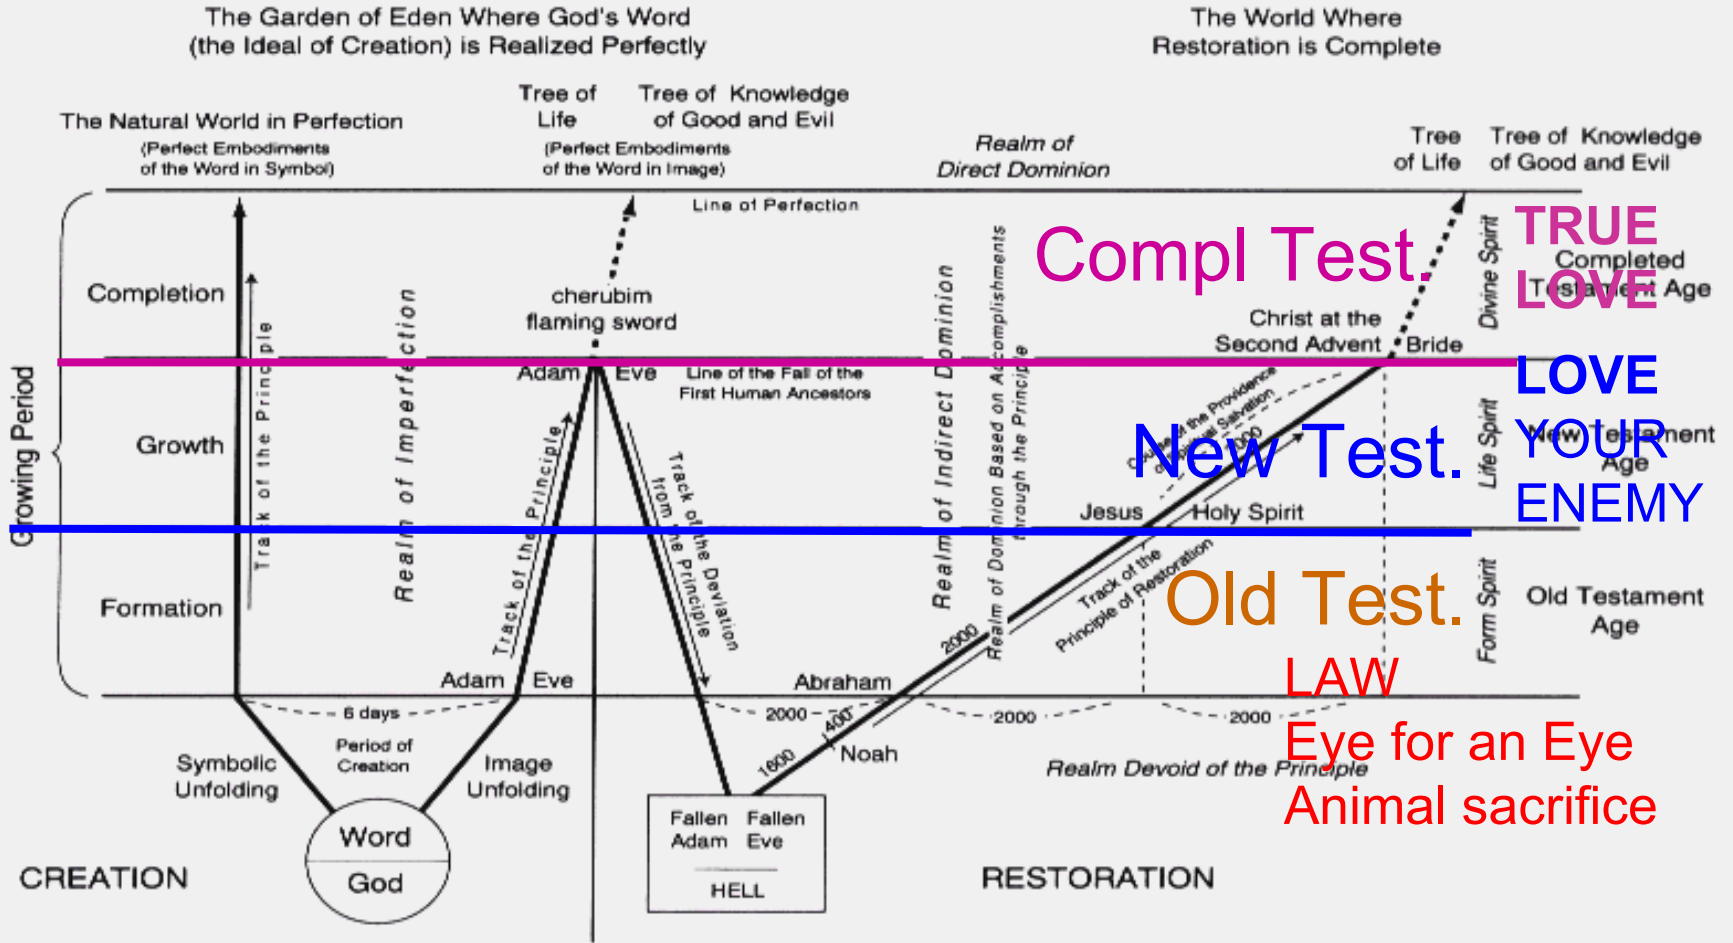 The Garden of Eden Where God's Word
(the Ideal of Creation) is Realized Perfectly
The World Where
Restoration is Complete
The Natural World in Perfection
(Perfect Embodiments
of the Word in Symbol)
Tree of
Life
Tree of Knowledge
of Good and Evil
(Perfect Embodiments
of the Word in Image)
Realm of
Direct Dominion
Tree
of Life
Tree of Knowledge
of Good and Evil
Line of Perfection
Growing Period
Completion
Growth
Formation
Track of the Principle
Realm of Imperfection
cherubim
flaming sword
Adam
Eve
Line of the Fall of the
First Human Ancestors
Track of the Principle
Track of the Deviation
from the Principle
Realm of Indirect Dominion
Realm of Dominion Based on Accomplishments
through the Principle
Compl Test.
TRUE
LOVE
Completed
Testament Age
Divine Spirit
Christ at the
Second Advent
Bride
Course of the Providence
of Spiritual Salvation
2000
New Test.
LOVE
YOUR
ENEMY
New Testament
Age
Life Spirit
Jesus
Holy Spirit
Track of the
Principle of Restoration
Old Test.
Form Spirit
Old Testament
Age
2000
LAW
Eye for an Eye
Animal sacrifice
Adam
Eve
Abraham
6 days
2000
400
2000
2000
1600
Noah
Period of
Creation
Symbolic
Unfolding
Image
Unfolding
Realm Devoid of the Principle
Word
God
Fallen
Adam
Fallen
Eve
HELL
CREATION
RESTORATION